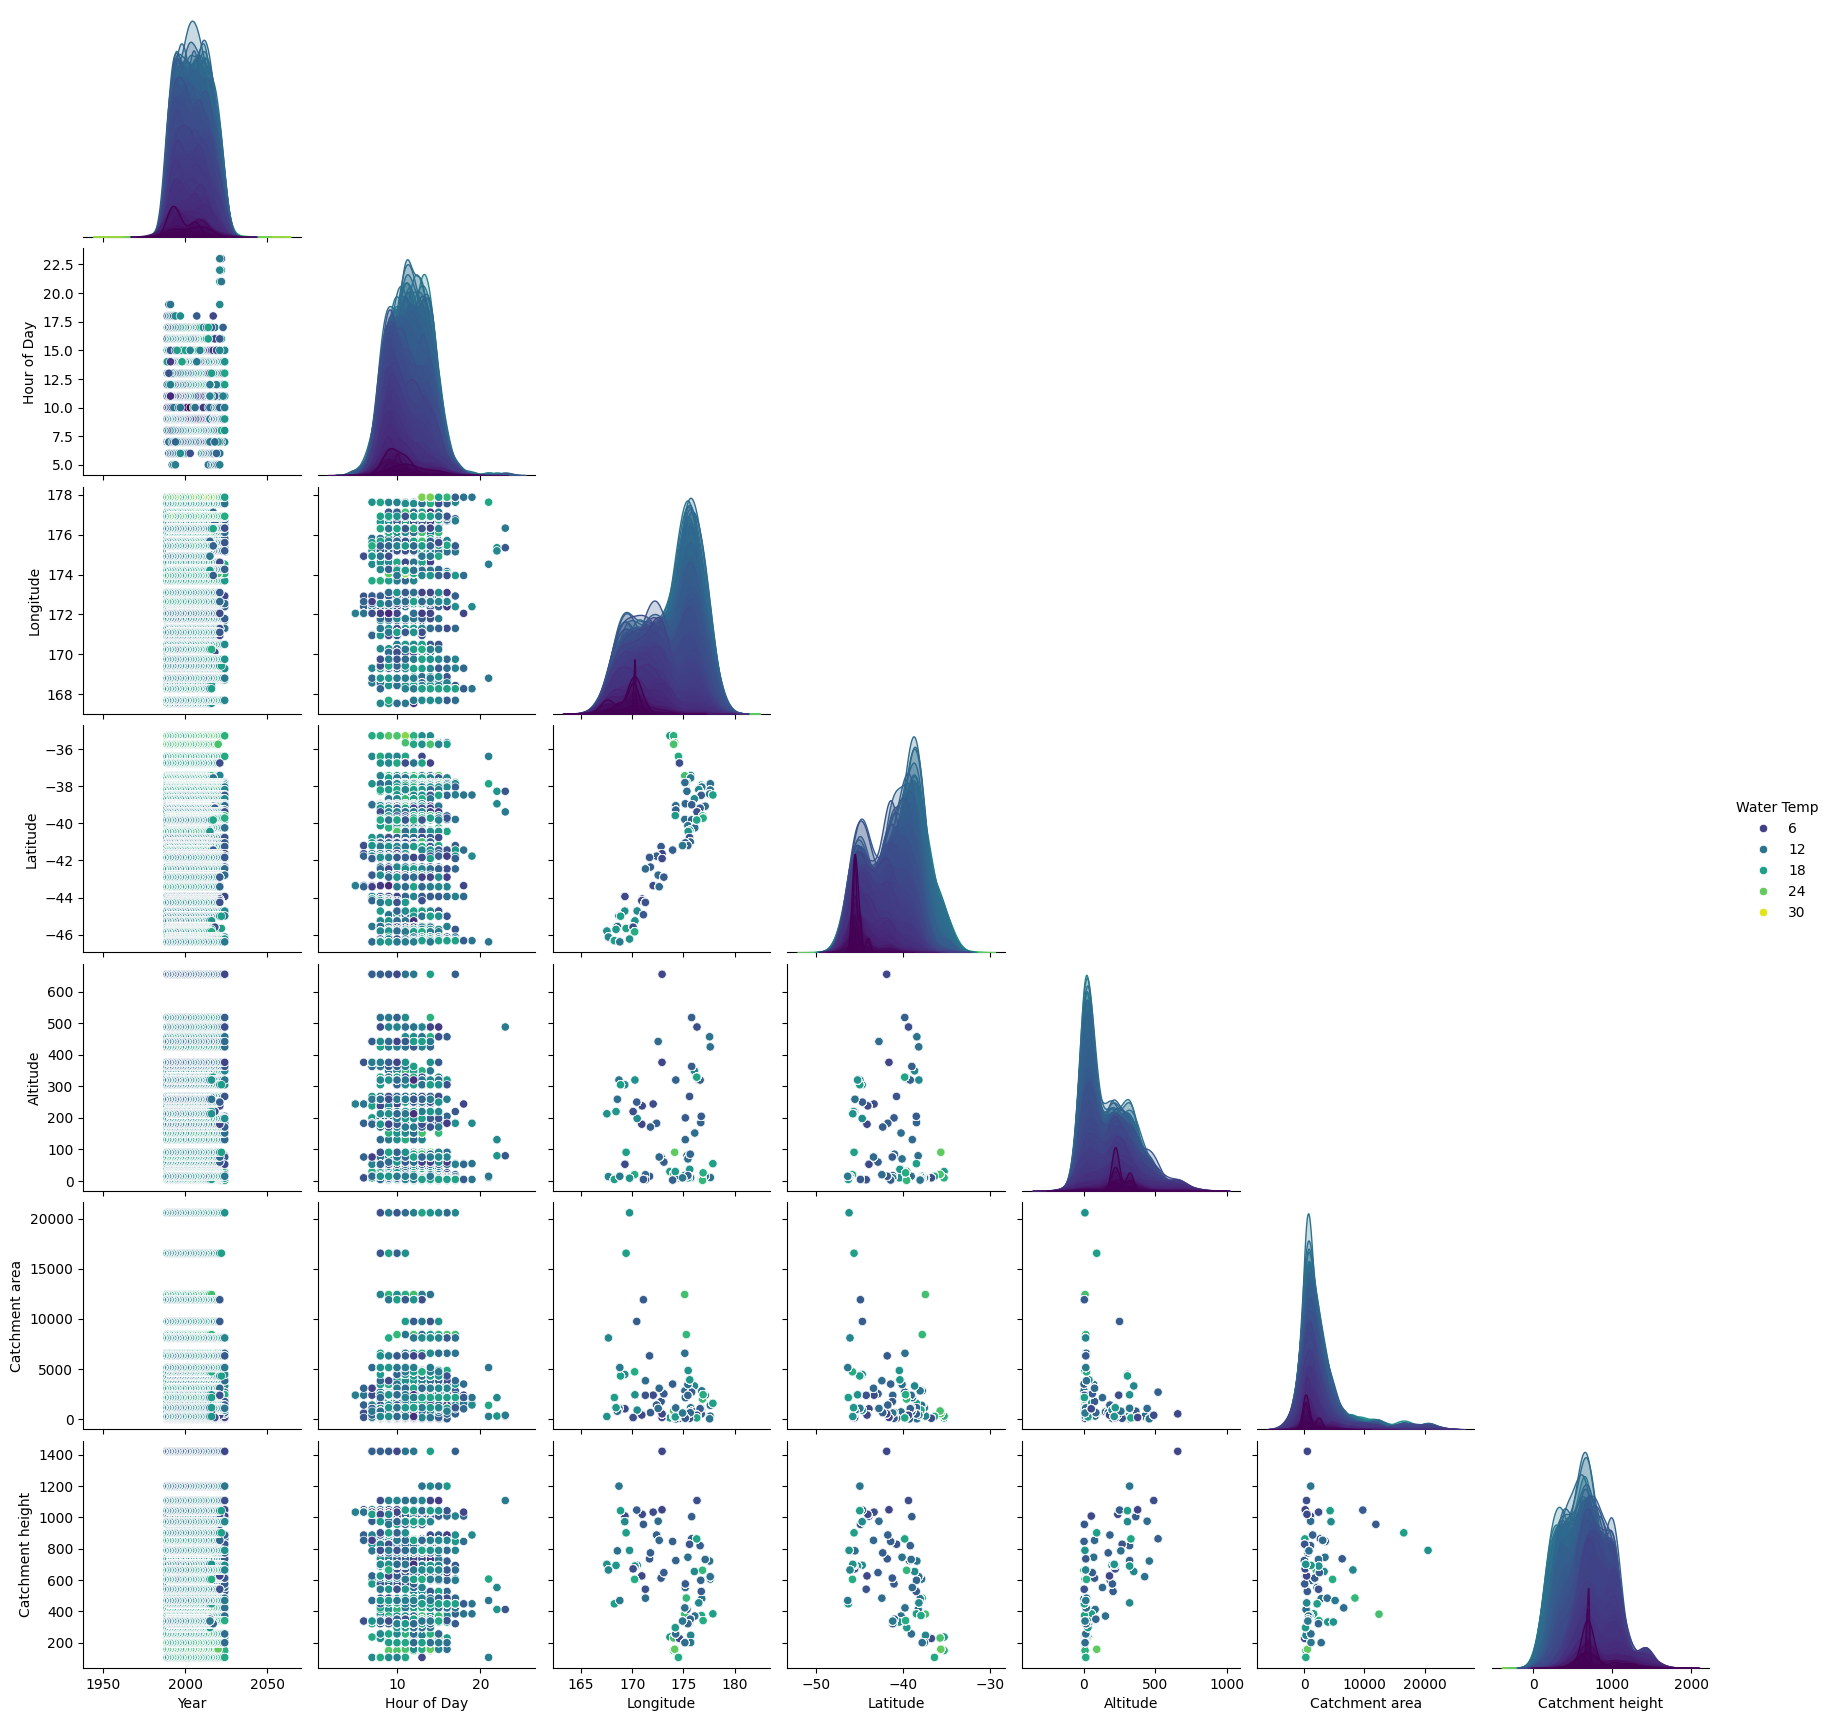 22.5
20.0
17.5
15.0
12.5
10.0
7.5
5.0
Hour of Day
178
176
174
172
170
168
Longitude
−36
−38
−40
−42
−44
−46
Latitude
Water Temp
6
12
18
24
30
600
500
400
300
200
100
0
Altitude
20000
15000
10000
5000
0
Catchment area
1400
1200
1000
800
600
400
200
Catchment height
1950 2000 2050
Year
10 20
Hour of Day
165 170 175 180
Longitude
−50 −40 −30
Latitude
0 500 1000
Altitude
0 10000 20000
Catchment area
0 1000 2000
Catchment height